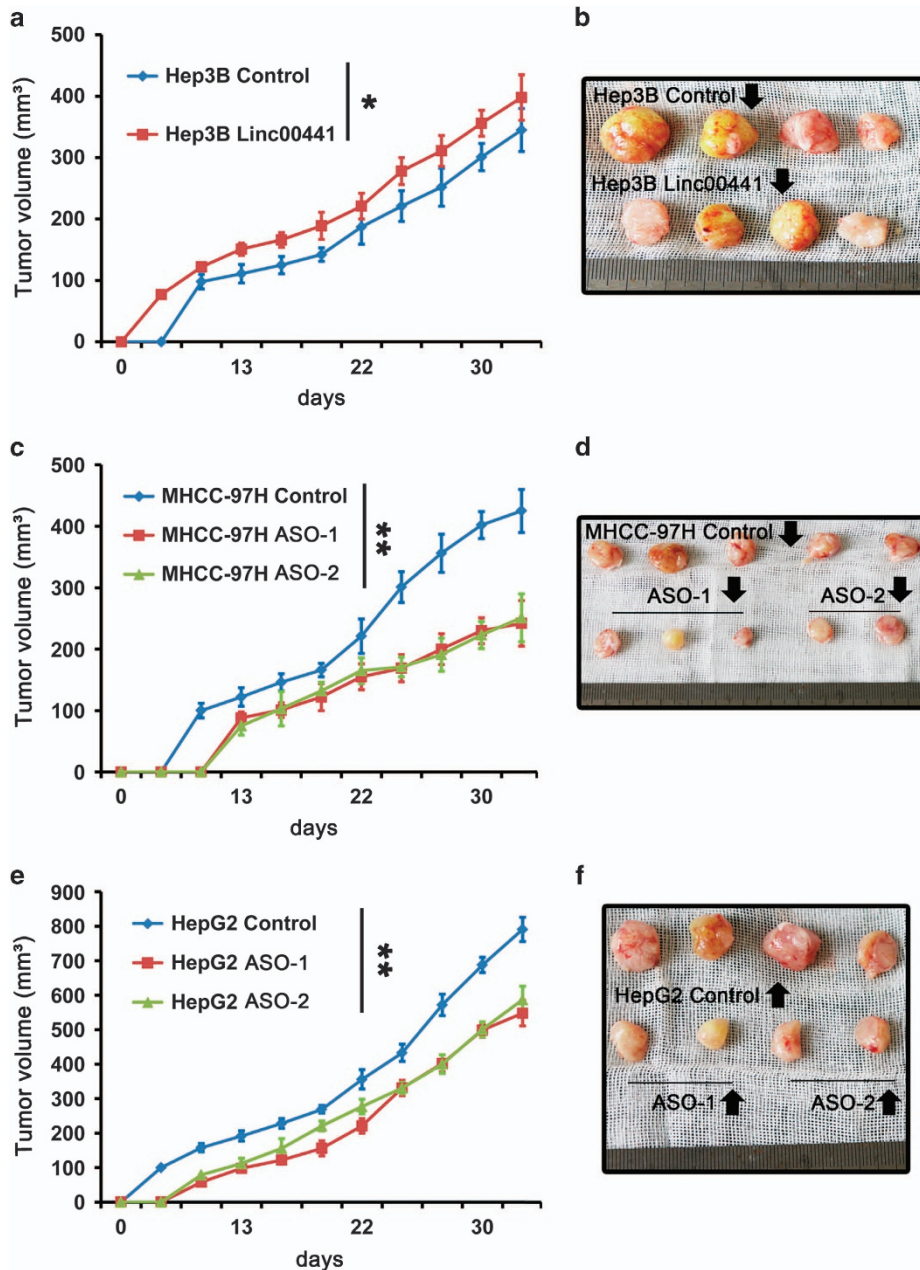 a
Tumor volume (mm³)
500
400
300
200
100
0
Hep3B Control
Hep3B Linc00441
*
0
13
22
30
days
b
Hep3B Control
Hep3B Linc00441
c
Tumor volume (mm³)
500
400
300
200
100
0
MHCC-97H Control
MHCC-97H ASO-1
MHCC-97H ASO-2
**
0
13
22
30
days
d
MHCC-97H Control
ASO-1
ASO-2
e
Tumor volume (mm³)
900
800
700
600
500
400
300
200
100
0
HepG2 Control
HepG2 ASO-1
HepG2 ASO-2
**
0
13
22
30
days
f
HepG2 Control
ASO-1
ASO-2